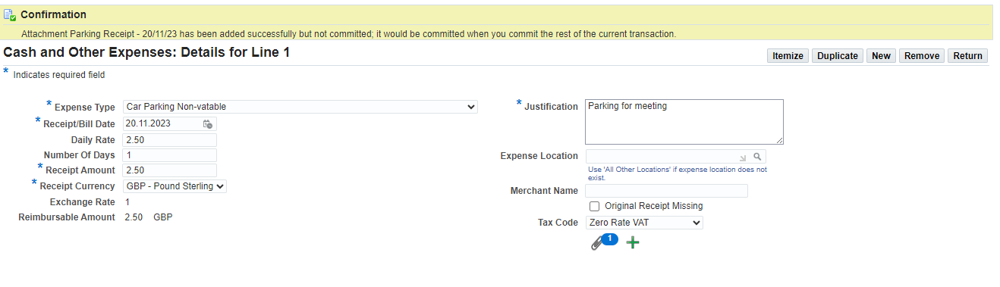 Confirmation
Attachment Parking Receipt - 20/11/23 has been added successfully but not committed; it would be committed when you commit the rest of the current transaction.
Cash and Other Expenses: Details for Line 1
Itemize Duplicate New Remove Return
* Indicates required field
* Expense Type Car Parking Non-vatable
* Receipt/Bill Date 20.11.2023
Daily Rate 2.50
Number Of Days 1
* Receipt Amount 2.50
* Receipt Currency GBP - Pound Sterling
Exchange Rate 1
Reimbursable Amount 2.50 GBP
* Justification Parking for meeting
Expense Location
Use 'All Other Locations' if expense location does not
exist.
Merchant Name
Original Receipt Missing
Tax Code Zero Rate VAT
1